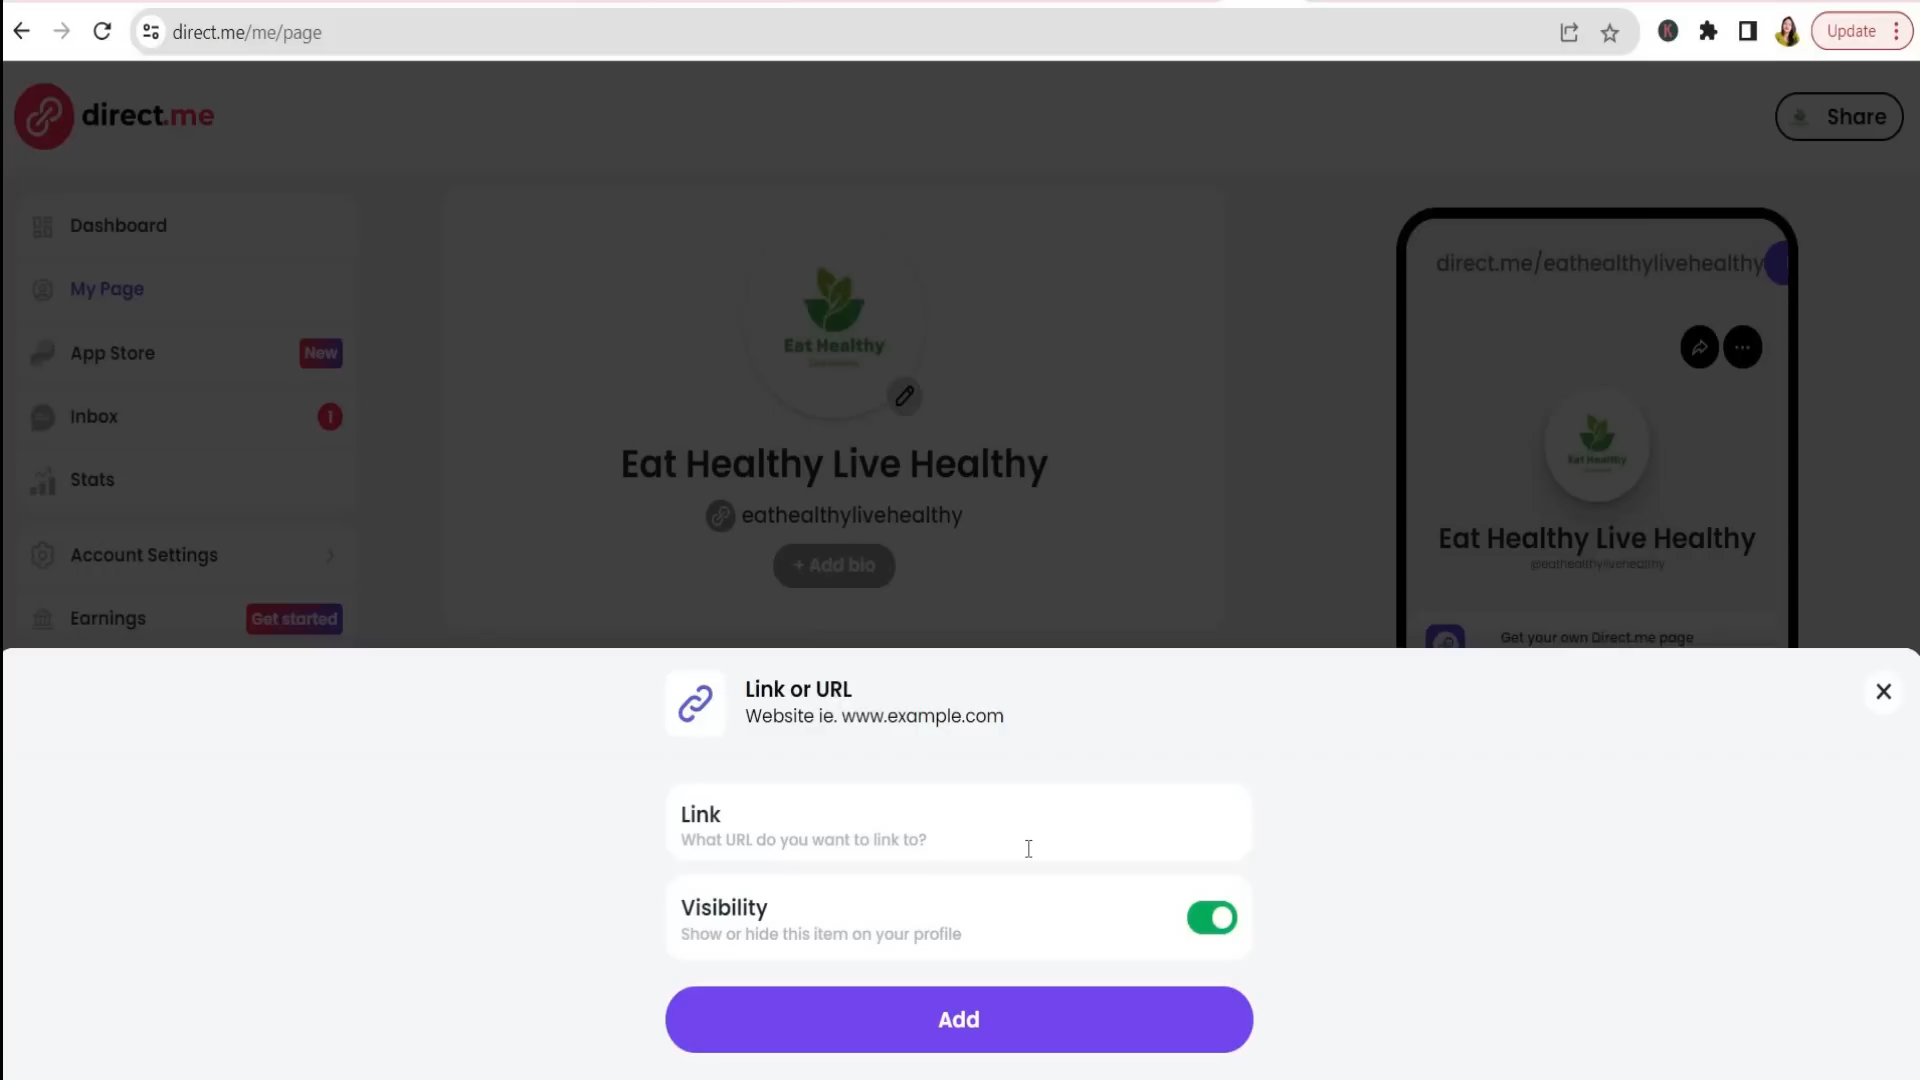 direct.me/me/page
K
Update
direct.me
Share
Dashboard
My Page
App Store
New
Inbox
1
Stats
Account Settings
Earnings
Get started
Eat Healthy
Eat Healthy Live Healthy
eathealthylivehealthy
+ Add bio
direct.me/eathealthylivehealthy
Eat Healthy
Eat Healthy Live Healthy
@eathealthylivehealthy
Get your own Direct.me page
Link or URL
Website ie. www.example.com
Link
What URL do you want to link to?
Visibility
Show or hide this item on your profile
Add